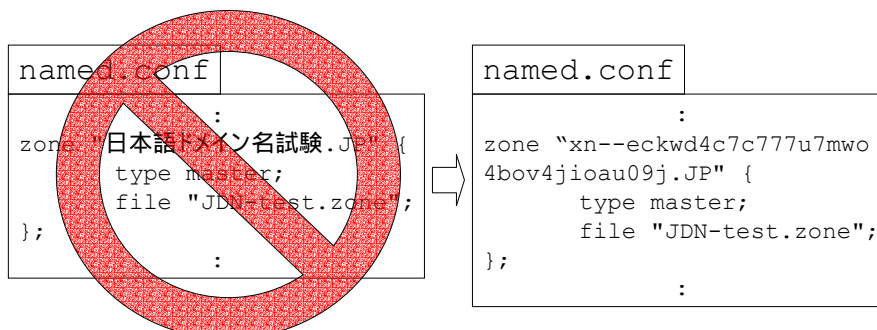 named.conf
:
zone "日本語ドメイン名試験.JP" {
type master;
file "JDN-test.zone";
};
:
named.conf
:
zone “xn--eckwd4c7c777u7mwo
4bov4jioau09j.JP" {
type master;
file "JDN-test.zone";
};
: